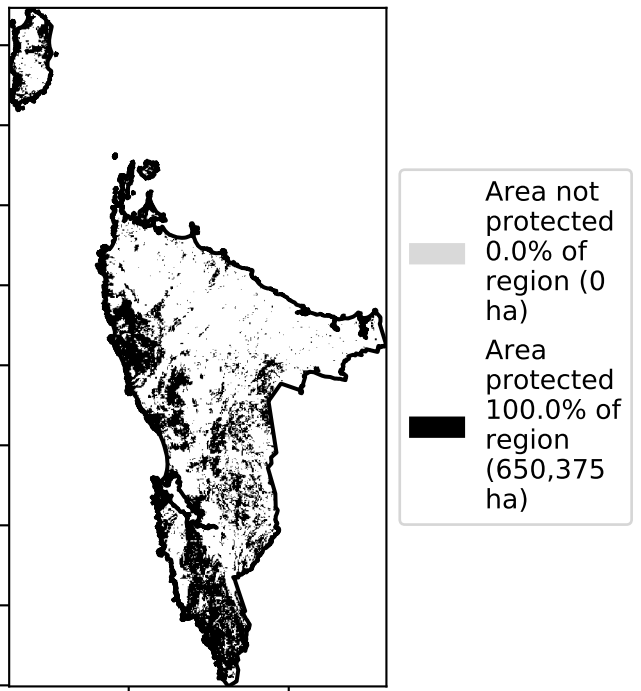 Area not
protected
0.0% of
region (0
ha)
Area
protected
100.0% of
region
(650,375
ha)